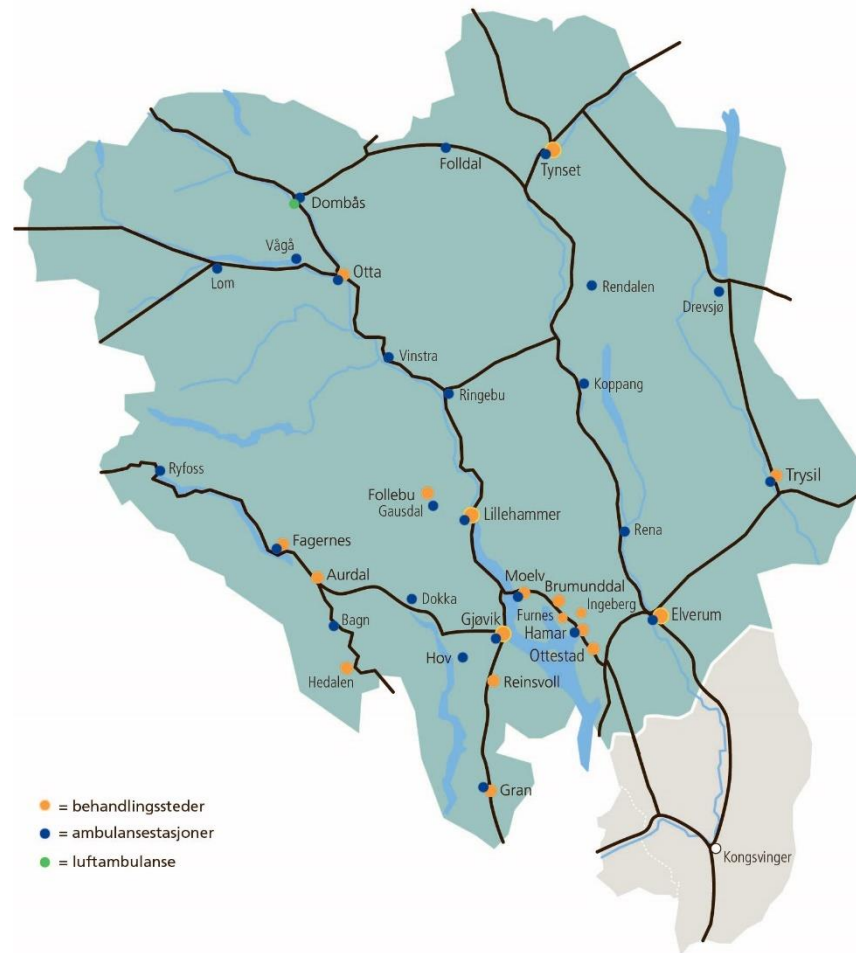 Tynset
Folldal
Dombås
Vågå
Otta
Lom
Rendalen
Drevsjø
Vinstra
Koppang
Ringebu
Ryfoss
Trysil
Follebu
Gausdal
Lillehammer
Rena
Fagernes
Moelv
Aurdal
Brumunddal
Dokka
Ingeberg
Furnes
Elverum
Bagn
Gjøvik
Hamar
Hov
Ottestad
Hedalen
Reinsvoll
Gran
= behandlingssteder
= ambulansestasjoner
= luftambulanse
Kongsvinger